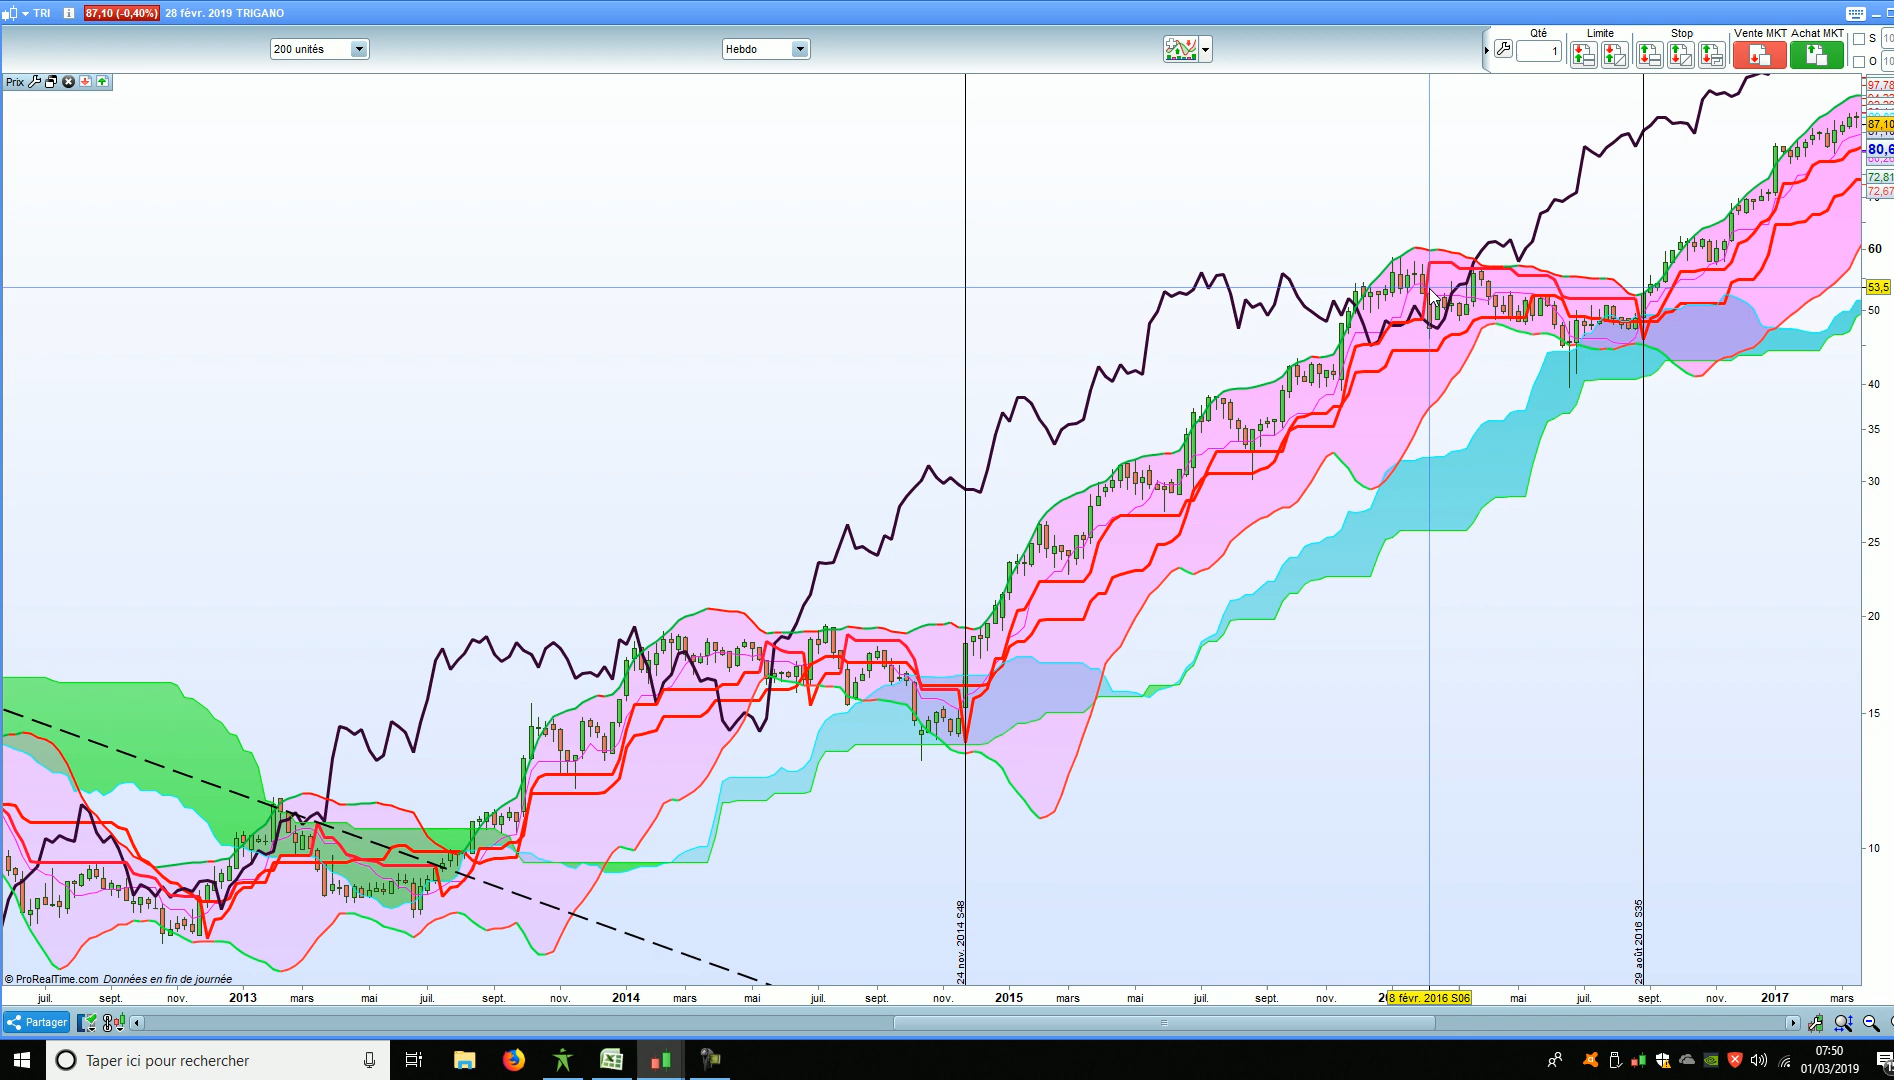 TRI 87,10 (-0,40%) 28 févr. 2019 TRIGANO
200 unités
Hebdo
Qté Limite Stop Vente MKT Achat MKT
1
S 10
O 10
Prix
97,78
87,10
80,6
72,81
72,67
60
53,5
50
40
35
30
25
20
15
10
24 nov. 2014 S48
29 août 2016 S35
© ProRealTime.com Données en fin de journée
juil. sept. nov. 2013 mars mai juil. sept. nov. 2014 mars mai juil. sept. nov. 2015 mars mai juil. sept. nov. 20 8 févr. 2016 S06 mai juil. sept. nov. 2017 mars
Partager
Taper ici pour rechercher
07:50
01/03/2019